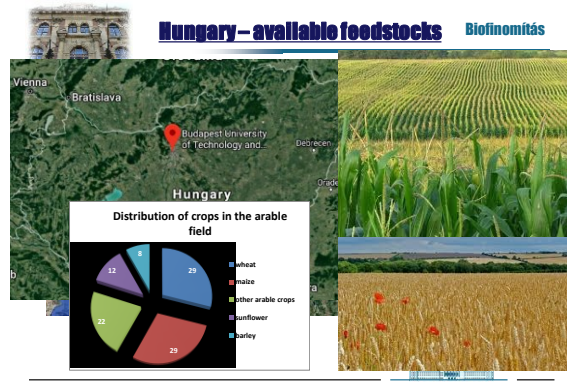 Hungary – available feedstocks
Biofinomítás
Vienna
Bratislava
Budapest University
of Technology and...
Debrecen
Hungary
Distribution of crops in the arable
field
8
29
12
22
29
wheat
maize
other arable crops
sunflower
barley